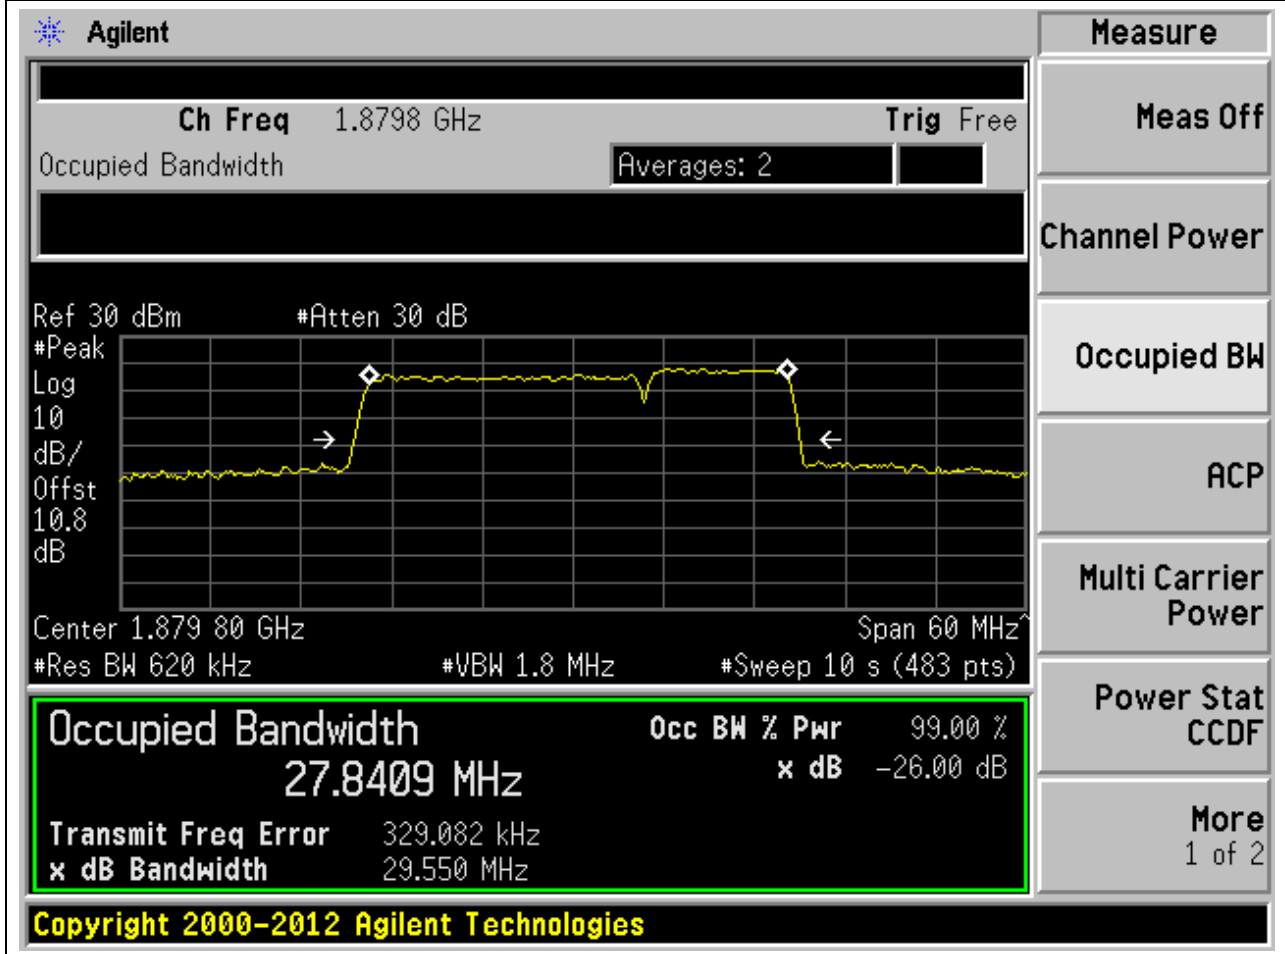 Agilent
Measure
Ch Freq 1.8798 GHz Trig Free
Occupied Bandwidth Averages: 2
Meas Off
Channel Power
Occupied BW
ACP
Multi Carrier
Power
Power Stat
CCDF
More
1 of 2
Ref 30 dBm #Atten 30 dB
#Peak
Log
10
dB/
Offst
10.8
dB
Center 1.879 80 GHz Span 60 MHz^
#Res BW 620 kHz #VBW 1.8 MHz #Sweep 10 s (483 pts)
Occupied Bandwidth Occ BW % Pwr 99.00 %
27.8409 MHz x dB -26.00 dB
Transmit Freq Error 329.082 kHz
x dB Bandwidth 29.550 MHz
Copyright 2000-2012 Agilent Technologies